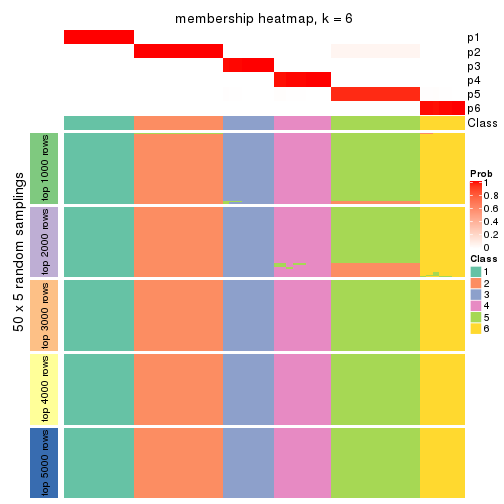 membership heatmap, k = 6
p1
p2
p3
p4
p5
p6
Class
50 x 5 random samplings
top 1000 rows
top 2000 rows
top 3000 rows
top 4000 rows
top 5000 rows
Prob
1
0.8
0.6
0.4
0.2
0
Class
1
2
3
4
5
6